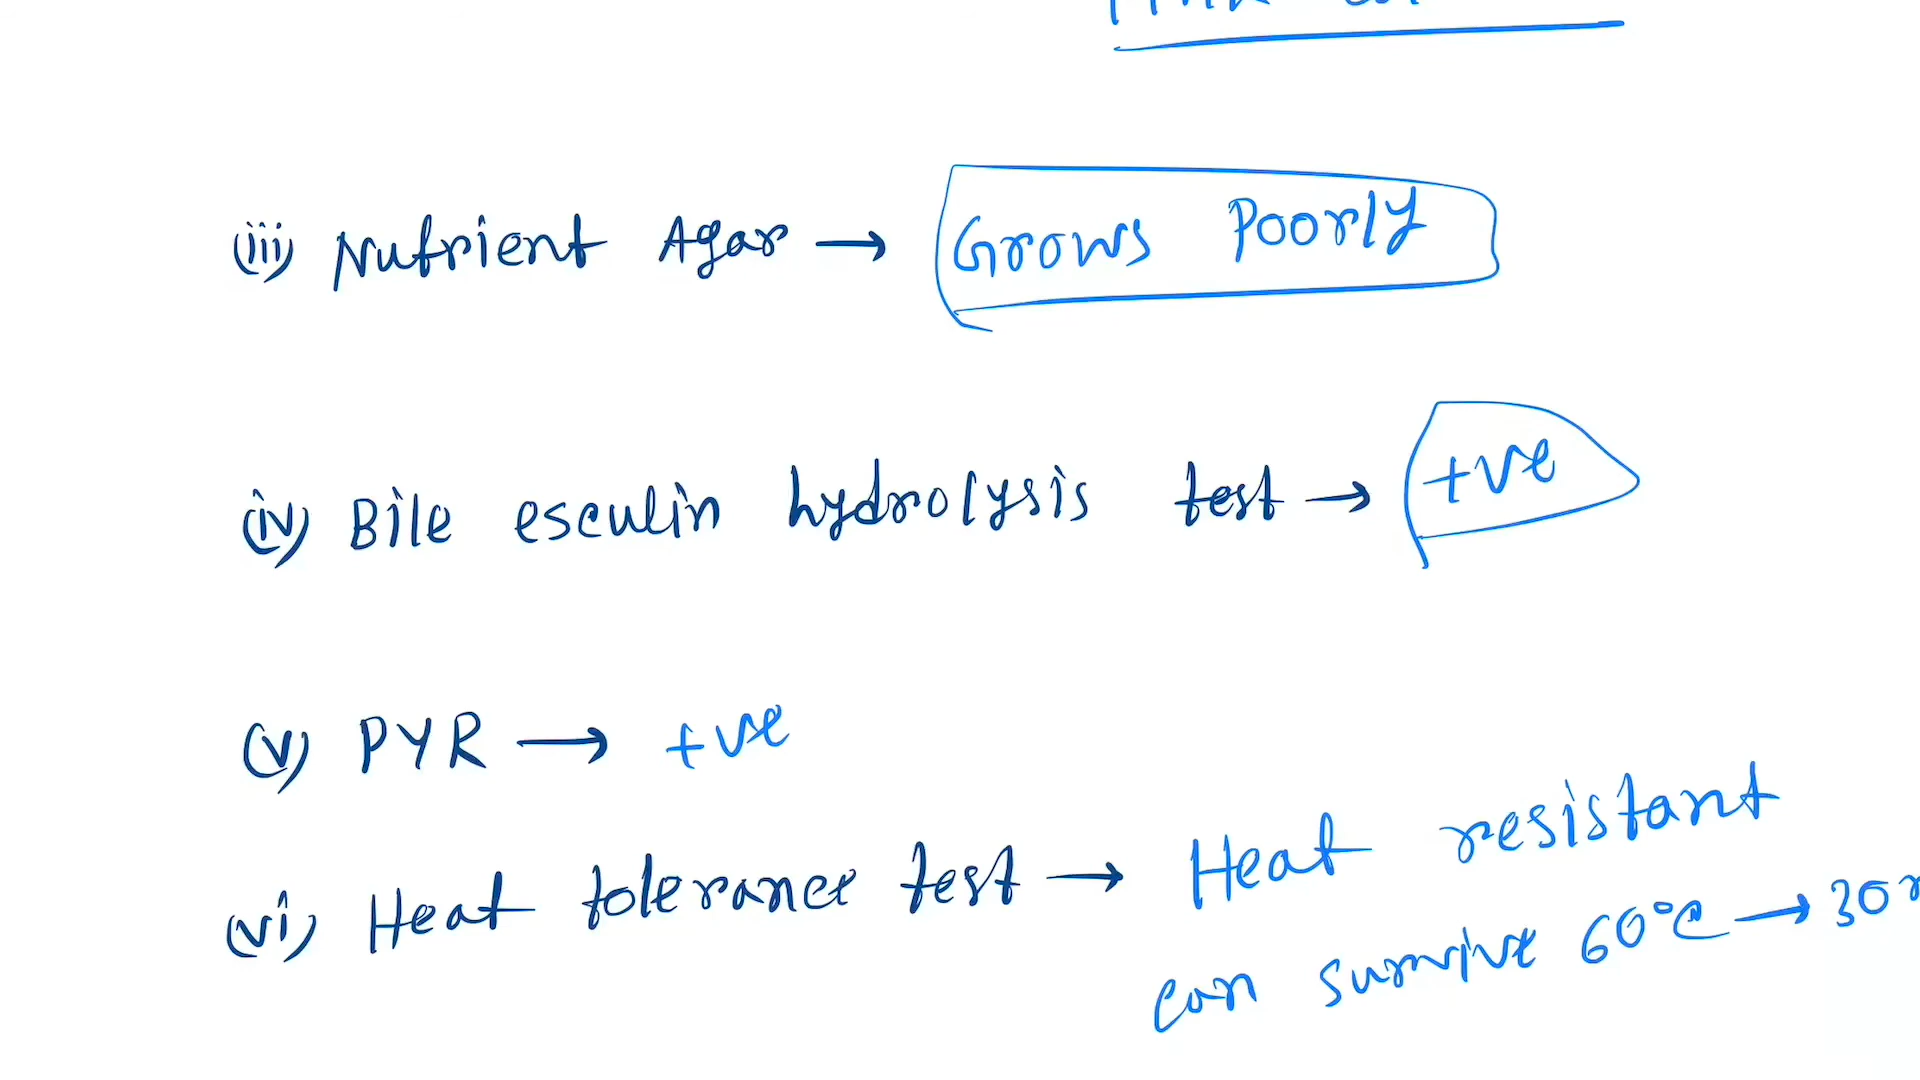 (iii) Nutrient Agar → Grows Poorly
(iv) Bile esculin hydrolysis test → +ve
(v) PYR → +ve
(vi) Heat tolerance test → Heat resistant
can survive 60°C → 30